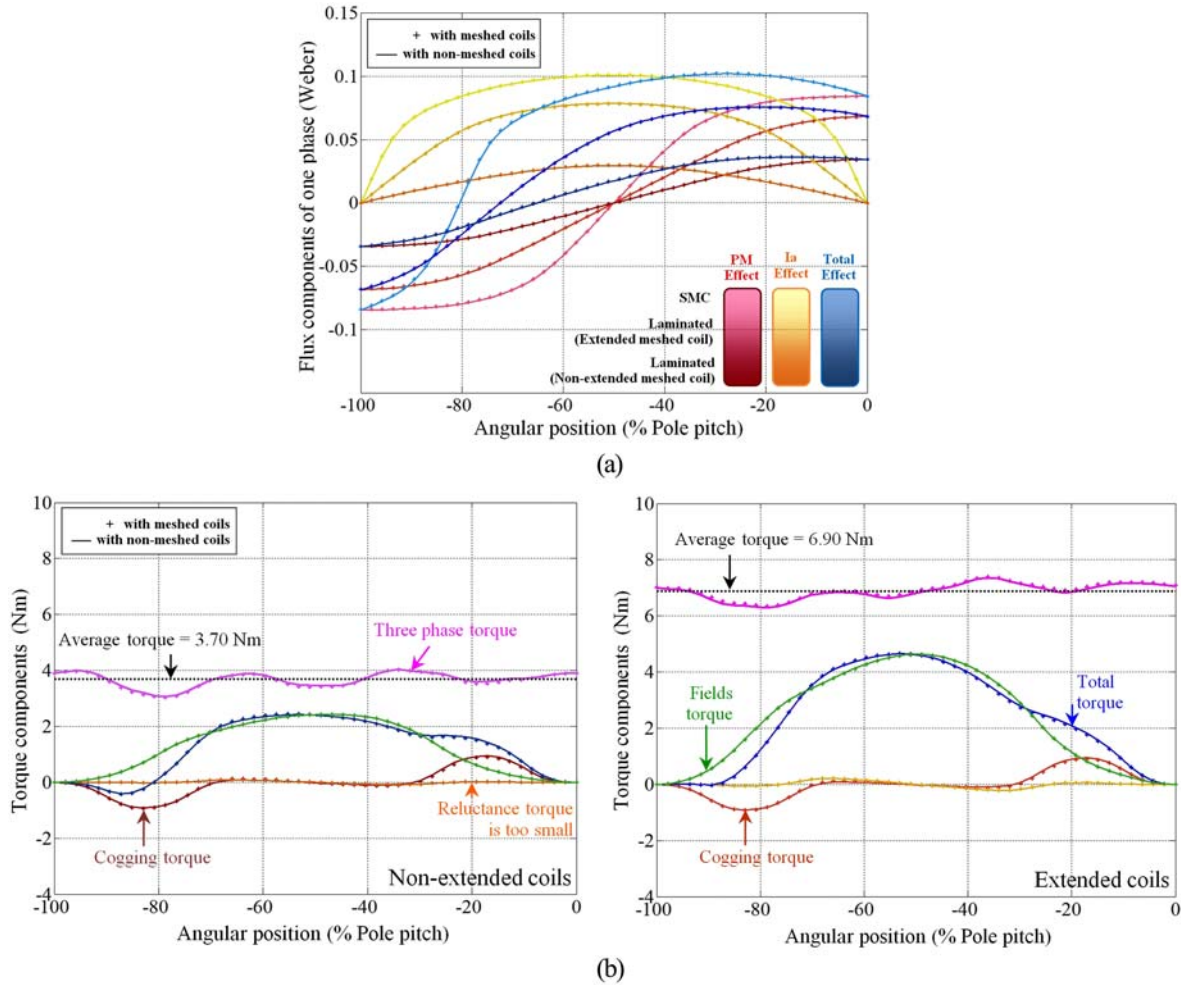 0.15
+ with meshed coils
— with non-meshed coils
0.1
0.05
0
-0.05
-0.1
Flux components of one phase (Weber)
PM Effect
Ia Effect
Total Effect
SMC
Laminated
(Extended meshed coil)
Laminated
(Non-extended meshed coil)
-100 -80 -60 -40 -20 0
Angular position (% Pole pitch)
(a)
10
8
6
4
2
0
-2
-4
Torque components (Nm)
+ with meshed coils
— with non-meshed coils
Average torque = 3.70 Nm
Three phase torque
Reluctance torque
is too small
Cogging torque
Non-extended coils
-100 -80 -60 -40 -20 0
Angular position (% Pole pitch)
10
8
6
4
2
0
-2
-4
Torque components (Nm)
Average torque = 6.90 Nm
Fields
torque
Total
torque
Cogging torque
Extended coils
-100 -80 -60 -40 -20 0
Angular position (% Pole pitch)
(b)